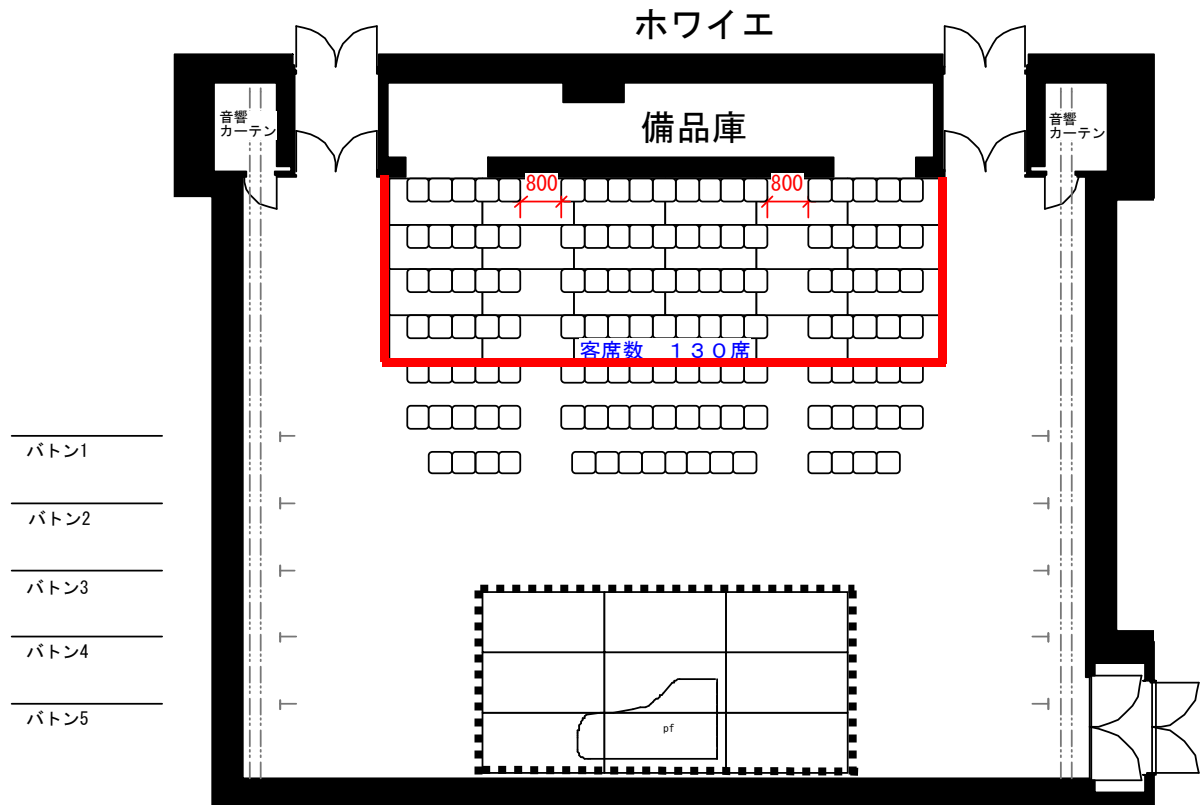 ホワイエ
備品庫
音響
カーテン
音響
カーテン
800
800
客席数　１３０席
バトン1
バトン2
バトン3
バトン4
バトン5
pf